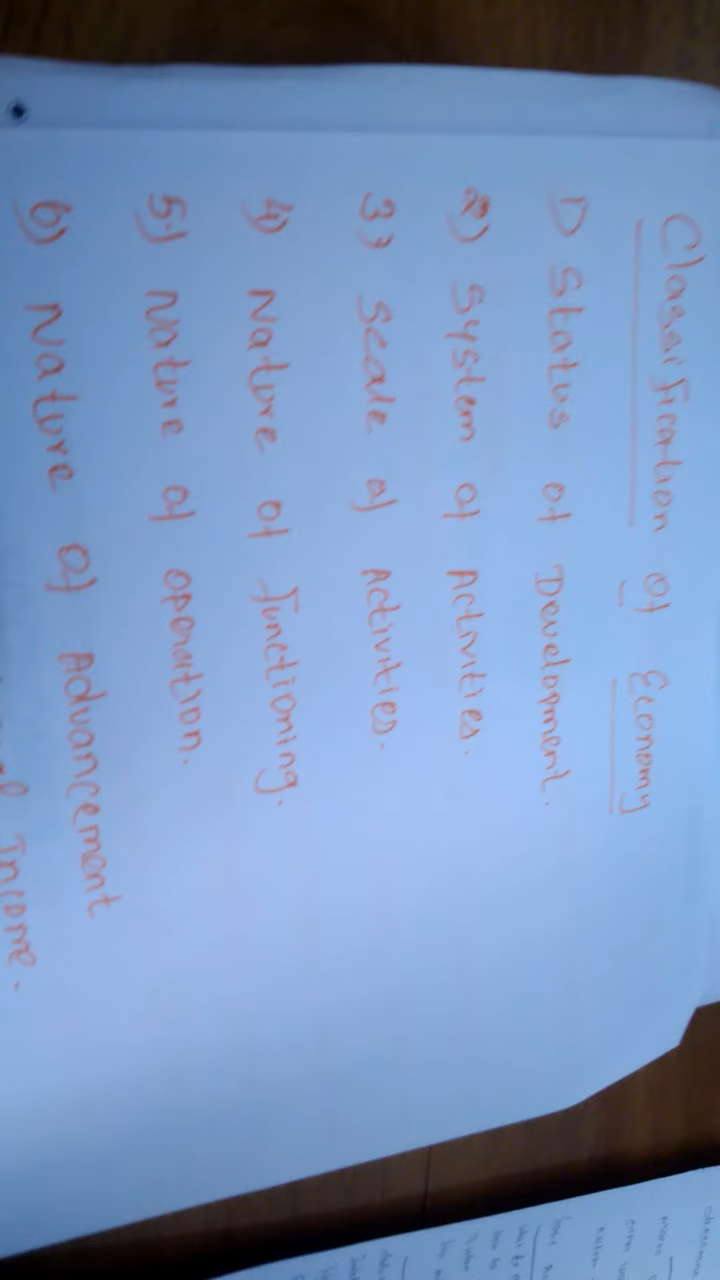 Classification of Economy
1) Status of Development.
2) System of Activities.
3) Scale of Activities.
4) Nature of functioning.
5) Nature of operation.
6) Nature of Advancement
Income.